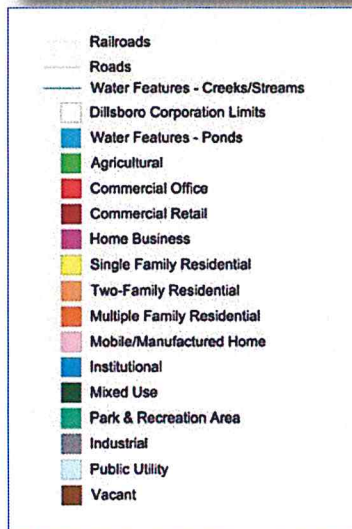 Railroads
Roads
Water Features - Creeks/Streams
Dillsboro Corporation Limits
Water Features - Ponds
Agricultural
Commercial Office
Commercial Retail
Home Business
Single Family Residential
Two-Family Residential
Multiple Family Residential
Mobile/Manufactured Home
Institutional
Mixed Use
Park & Recreation Area
Industrial
Public Utility
Vacant